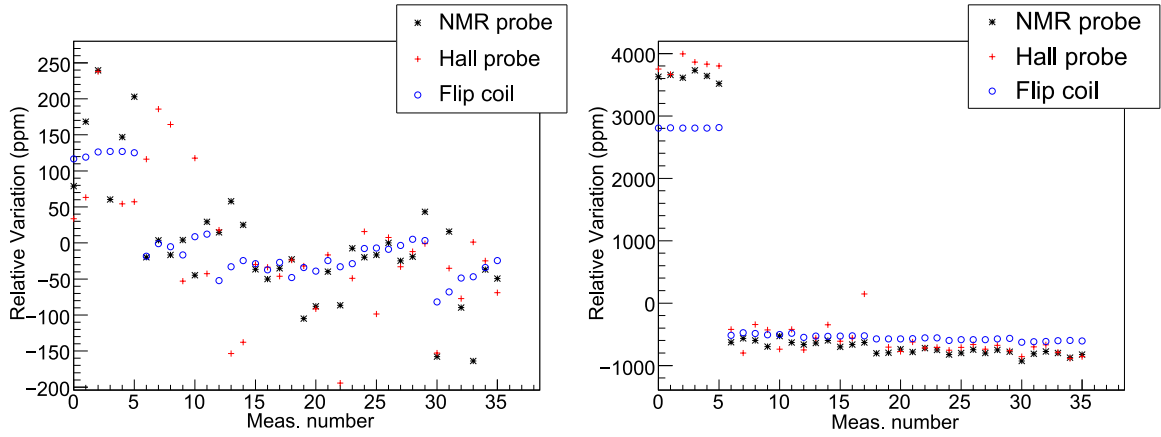 NMR probe
Hall probe
Flip coil
Relative Variation (ppm)
250
200
150
100
50
0
−50
−100
−150
−200
0 5 10 15 20 25 30 35
Meas. number
NMR probe
Hall probe
Flip coil
Relative Variation (ppm)
4000
3000
2000
1000
0
−1000
0 5 10 15 20 25 30 35
Meas. number